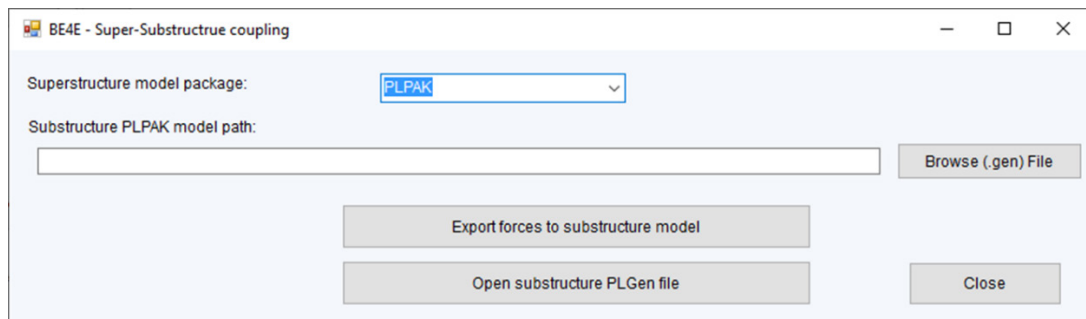 BE4E - Super-Substructrue coupling
Superstructure model package:
PLPAK
Substructure PLPAK model path:
Browse (.gen) File
Export forces to substructure model
Open substructure PLGen file
Close